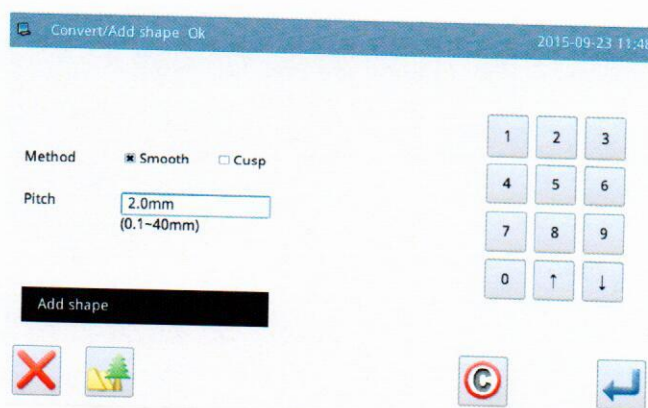 Convert/Add shape Ok 2015-09-23 11:48
Method Smooth Cusp
Pitch 2.0mm
(0.1~40mm)
Add shape
1 2 3
4 5 6
7 8 9
0 ↑ ↓
C